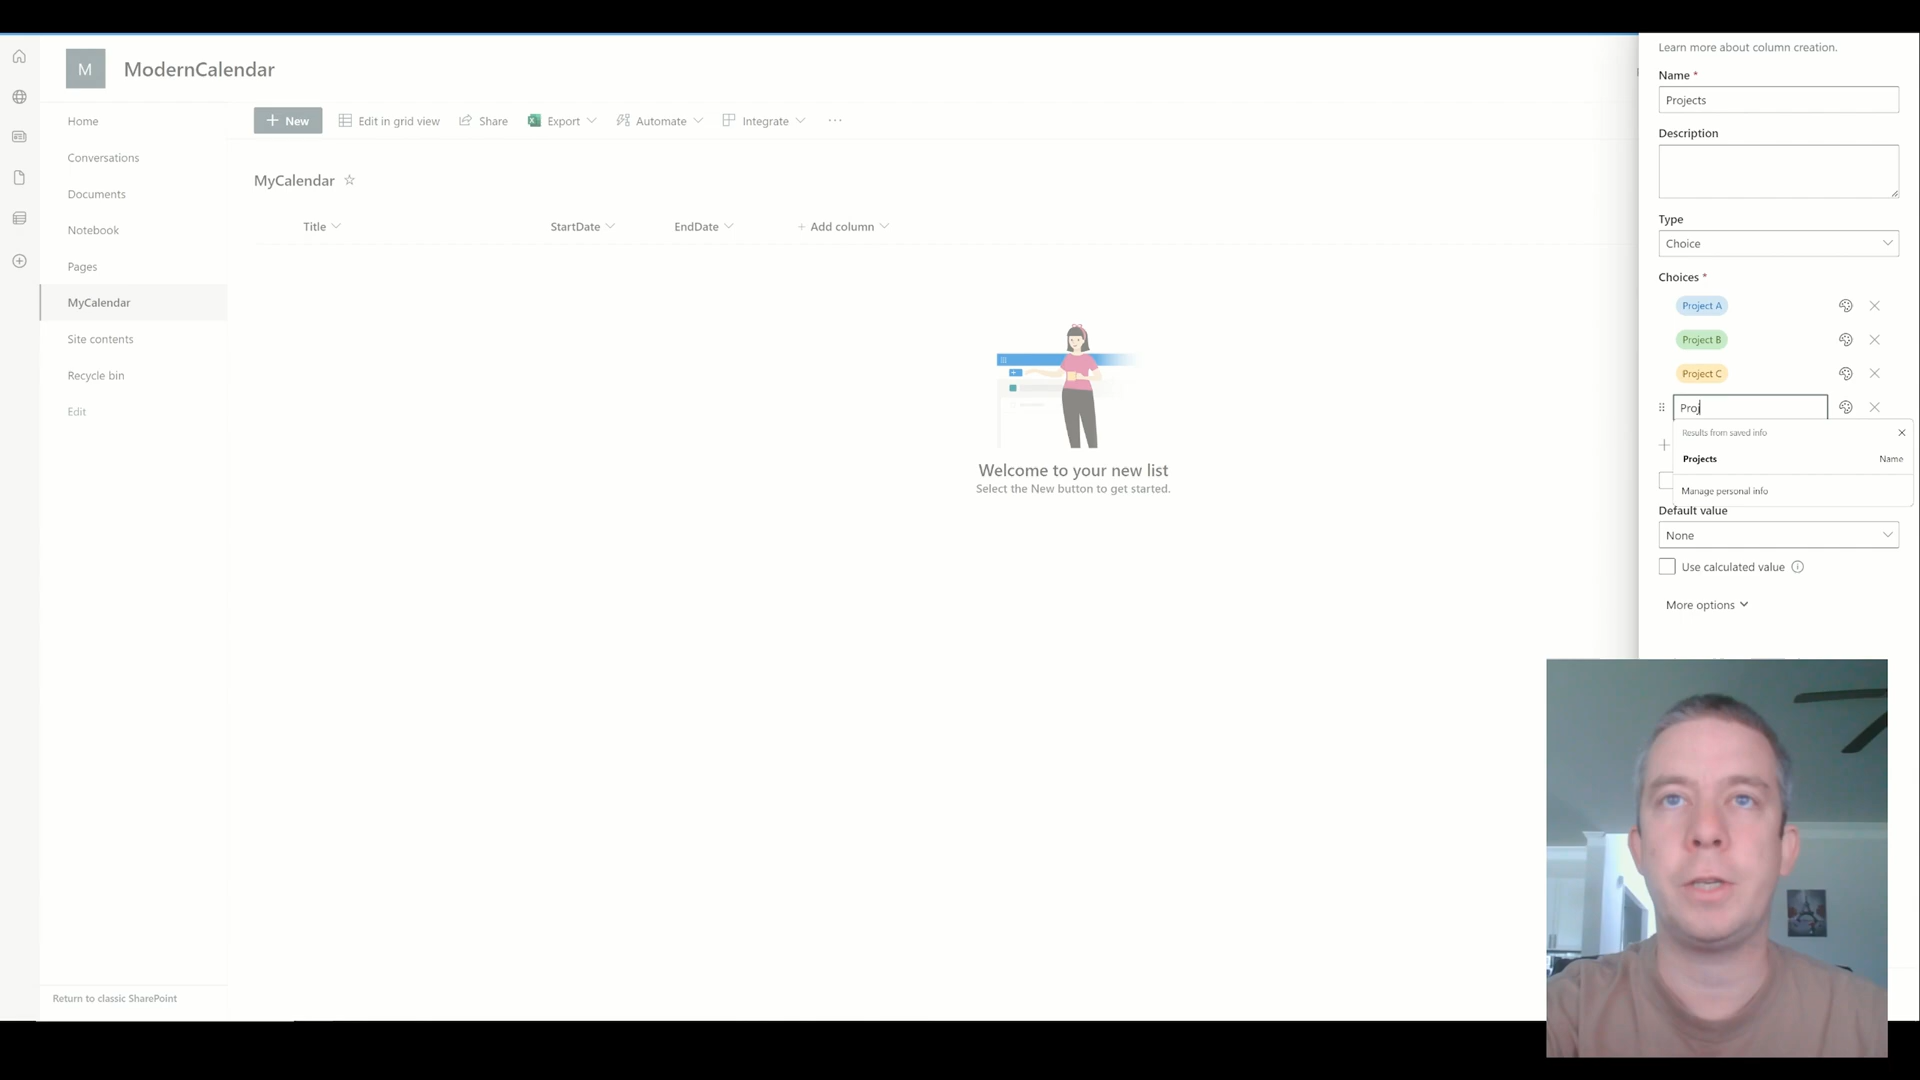 M
ModernCalendar
Home
Conversations
Documents
Notebook
Pages
MyCalendar
Site contents
Recycle bin
Edit
Return to classic SharePoint
New
Edit in grid view
Share
Export
Automate
Integrate
MyCalendar
Title
StartDate
EndDate
+ Add column
Welcome to your new list
Select the New button to get started.
Learn more about column creation.
Name *
Projects
Description
Type
Choice
Choices *
Project A
Project B
Project C
Proj
Results from saved info
Projects Name
Manage personal info
Default value
None
Use calculated value
More options